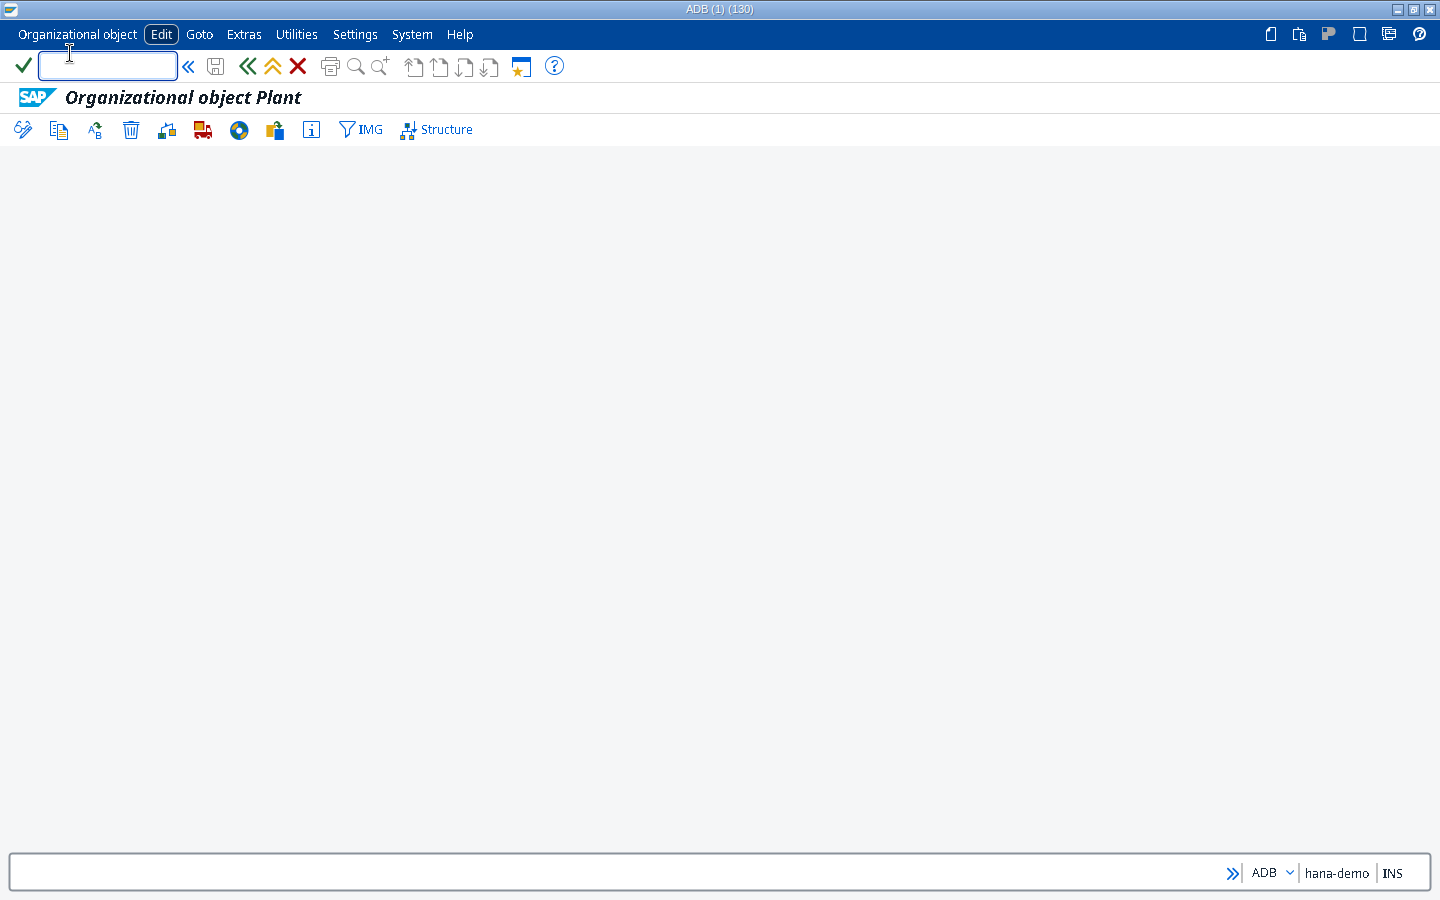 ADB (1) (130)
Organizational object Edit Goto Extras Utilities Settings System Help
SAP Organizational object Plant
IMG Structure
ADB hana-demo INS